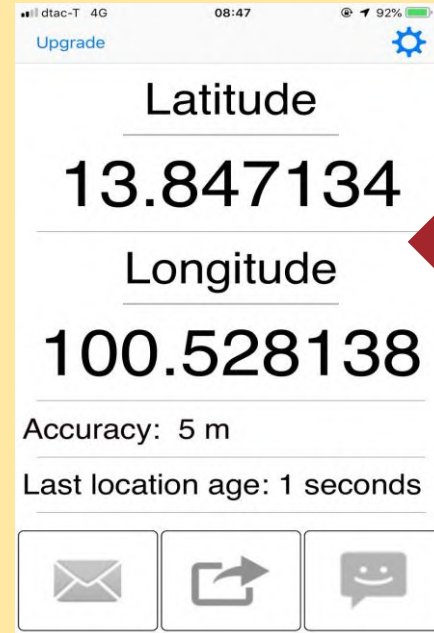 dtac-T 4G 08:47 92%
Upgrade
Latitude
13.847134
Longitude
100.528138
Accuracy: 5 m
Last location age: 1 seconds